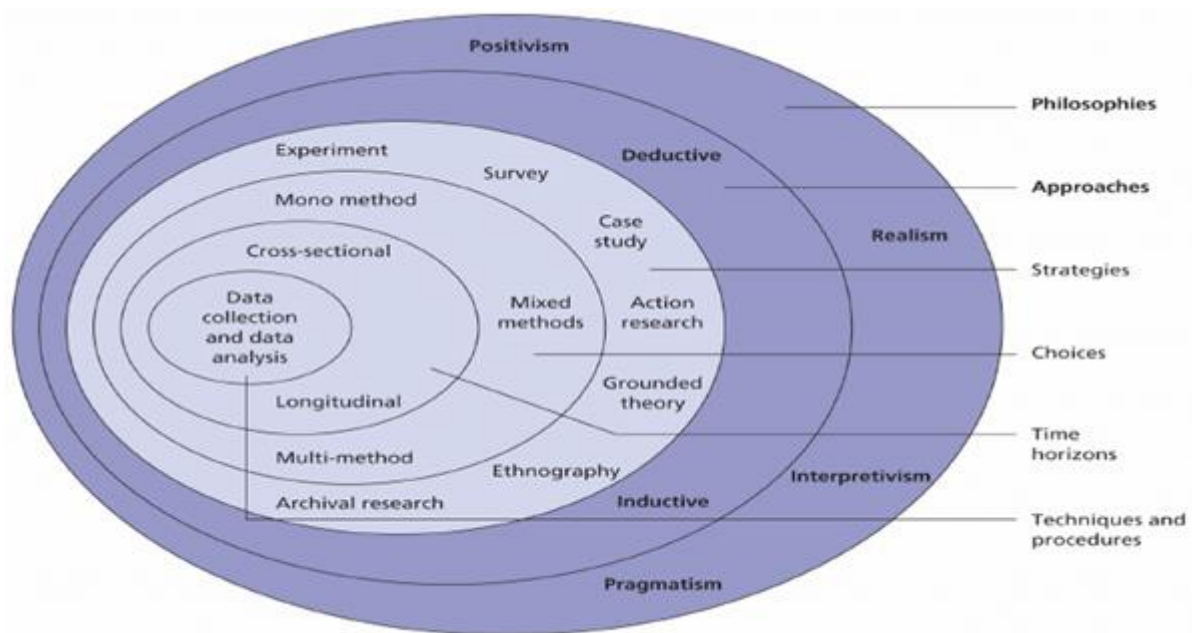 Positivism
Philosophies
Deductive
Approaches
Experiment
Survey
Mono method
Case
study
Realism
Cross-sectional
Strategies
Data
collection
and data
analysis
Mixed
methods
Action
research
Choices
Grounded
theory
Longitudinal
Time
horizons
Multi-method
Ethnography
Interpretivism
Archival research
Inductive
Techniques and
procedures
Pragmatism